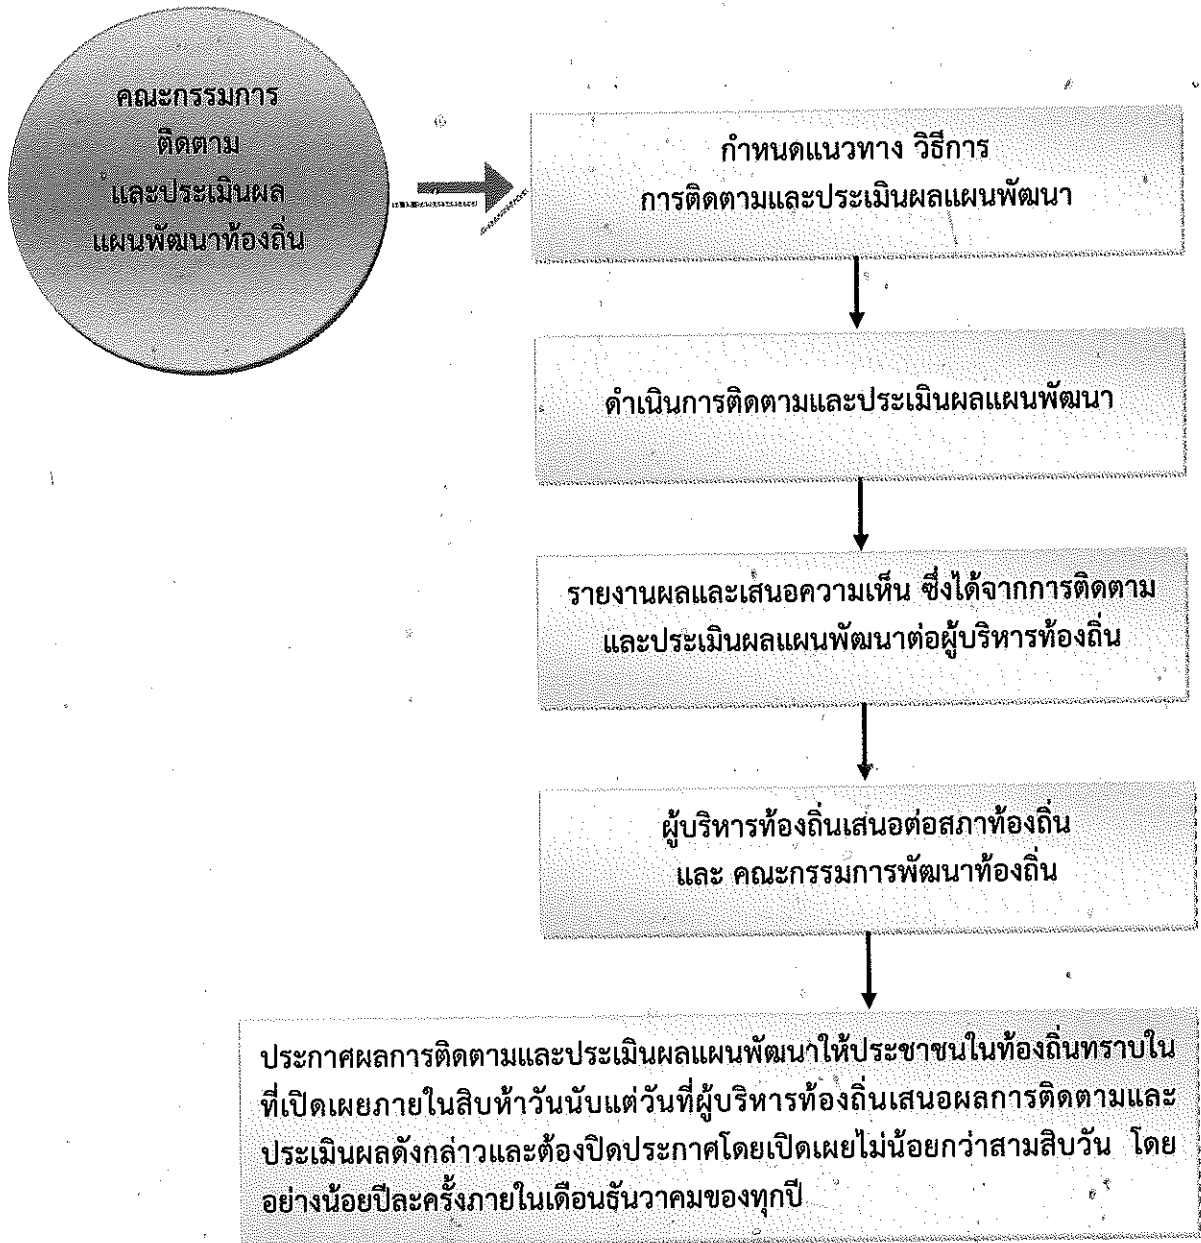 คณะกรรมการ
ติดตาม
และประเมินผล
แผนพัฒนาท้องถิ่น
กำหนดแนวทาง วิธีการ
การติดตามและประเมินผลแผนพัฒนา
ดำเนินการติดตามและประเมินผลแผนพัฒนา
รายงานผลและเสนอความเห็น ซึ่งได้จากการติดตาม
และประเมินผลแผนพัฒนาต่อผู้บริหารท้องถิ่น
ผู้บริหารท้องถิ่นเสนอต่อสภาท้องถิ่น
และ คณะกรรมการพัฒนาท้องถิ่น
ประกาศผลการติดตามและประเมินผลแผนพัฒนาให้ประชาชนในท้องถิ่นทราบใน
ที่เปิดเผยภายในสิบห้าวันนับแต่วันที่ผู้บริหารท้องถิ่นเสนอผลการติดตามและ
ประเมินผลดังกล่าวและต้องปิดประกาศโดยเปิดเผยไม่น้อยกว่าสามสิบวัน โดย
อย่างน้อยปีละครั้งภายในเดือนธันวาคมของทุกปี